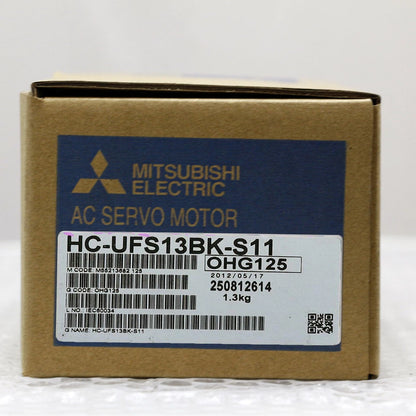 MITSUBISHI
ELECTRIC
AC SERVO MOTOR
HC-UFS13BK-S11
OHG125
M CODE: M55213682 125
2012/05/17
250812614
G CODE: OHG125
1.3kg
L NO.: IEC60034
G NAME: HC-UFS13BK-S11